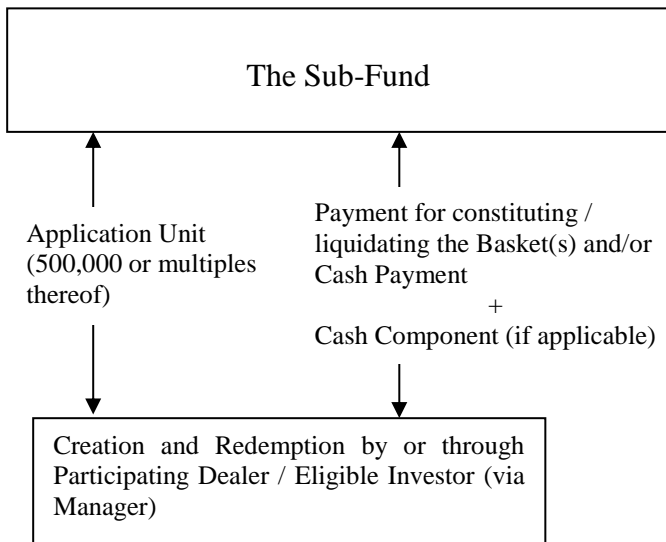 The Sub-Fund
Application Unit
(500,000 or multiples
thereof)
Payment for constituting /
liquidating the Basket(s) and/or
Cash Payment
+
Cash Component (if applicable)
Creation and Redemption by or through
Participating Dealer / Eligible Investor (via
Manager)